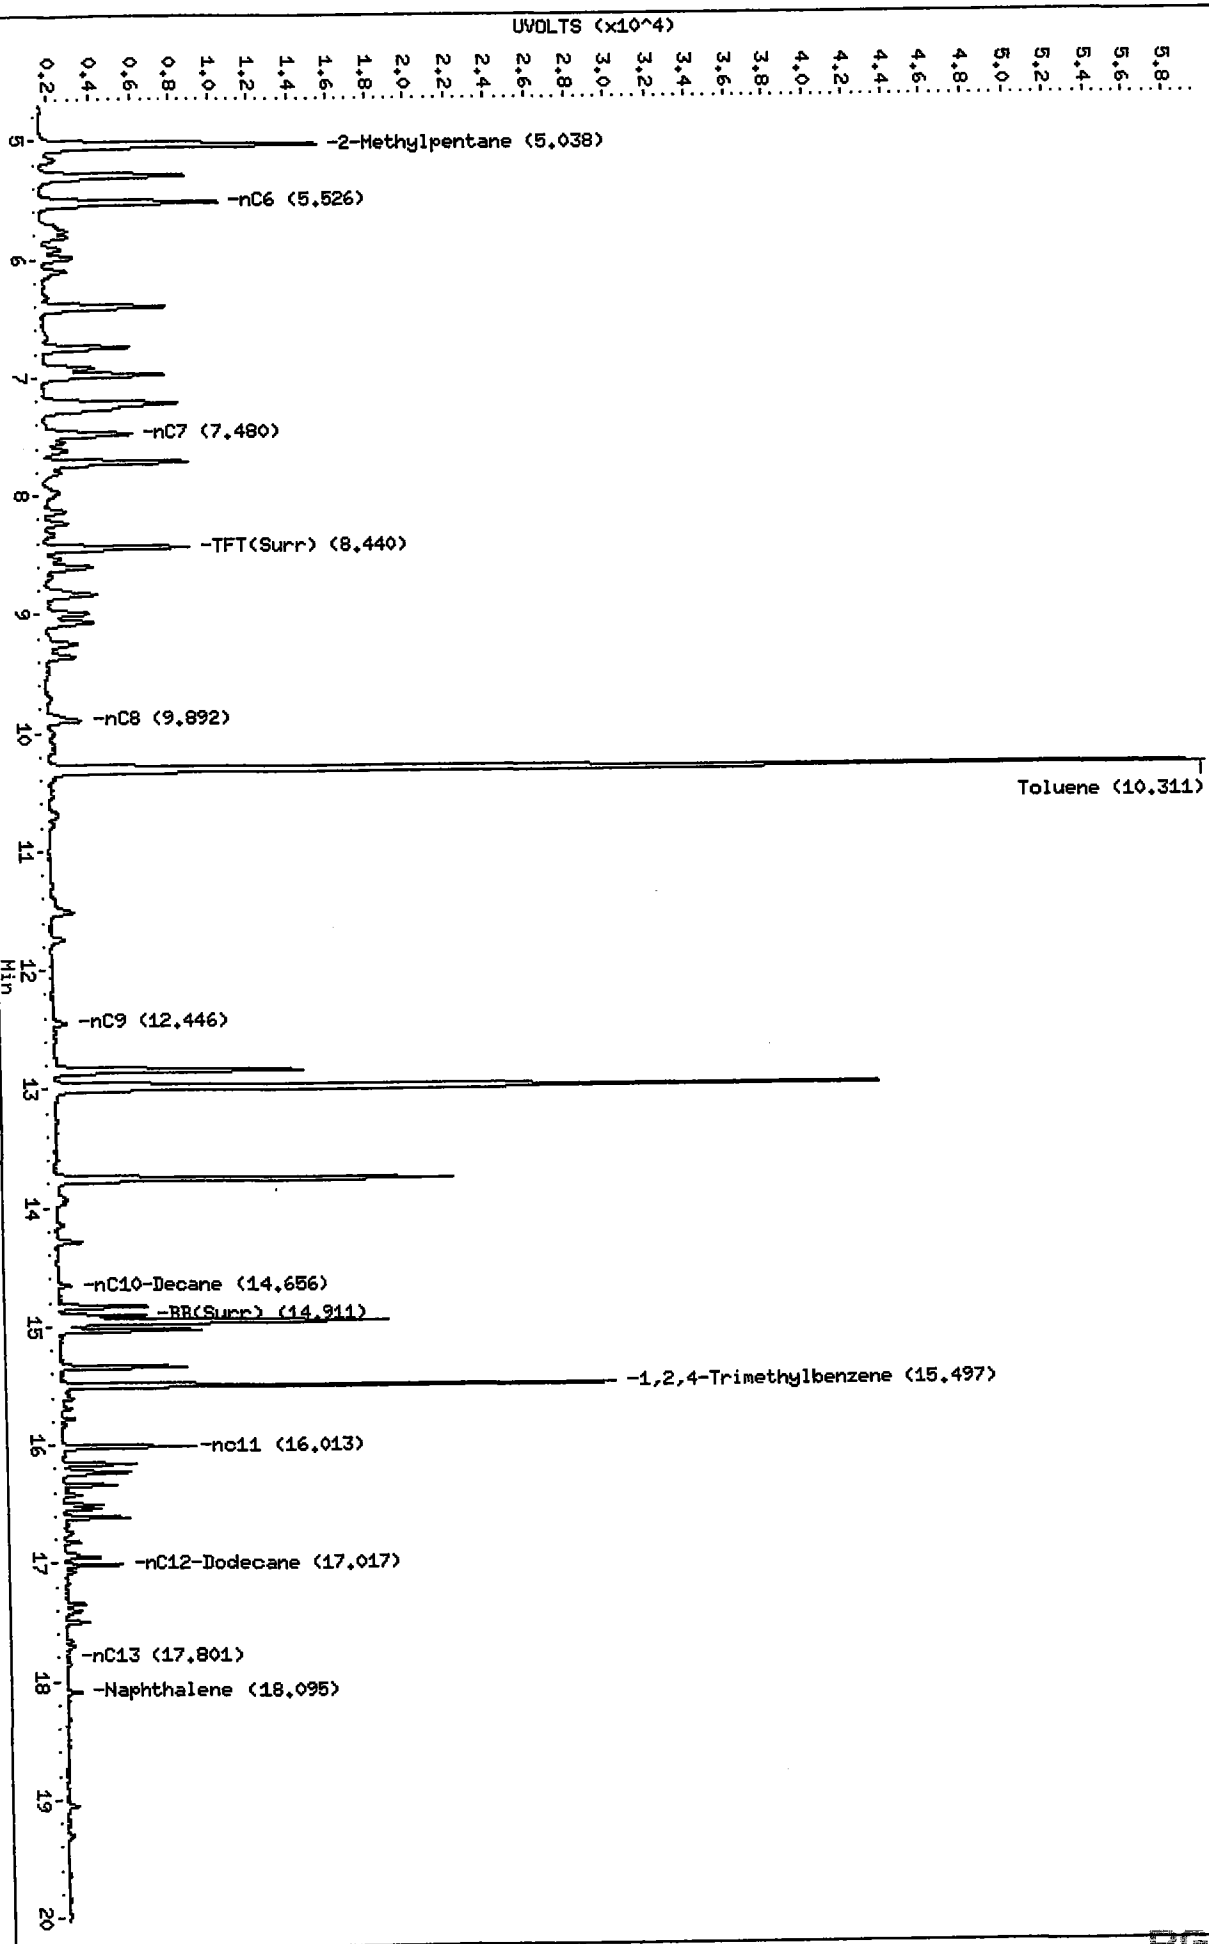 UVOLTS (x10^4)
0.2
0.4
0.6
0.8
1.0
1.2
1.4
1.6
1.8
2.0
2.2
2.4
2.6
2.8
3.0
3.2
3.4
3.6
3.8
4.0
4.2
4.4
4.6
4.8
5.0
5.2
5.4
5.6
5.8
5
-2-Methylpentane (5.038)
-nC6 (5.526)
6
7
-nC7 (7.480)
8
-TFT(Surr) (8.440)
9
-nC8 (9.892)
10
Toluene (10.311)
11
12
Min
-nC9 (12.446)
13
14
-nC10-Decane (14.656)
-BB(Surr) (14.911)
15
-1,2,4-Trimethylbenzene (15.497)
16
-nc11 (16.013)
17
-nC12-Dodecane (17.017)
-nC13 (17.801)
18
-Naphthalene (18.095)
19
20